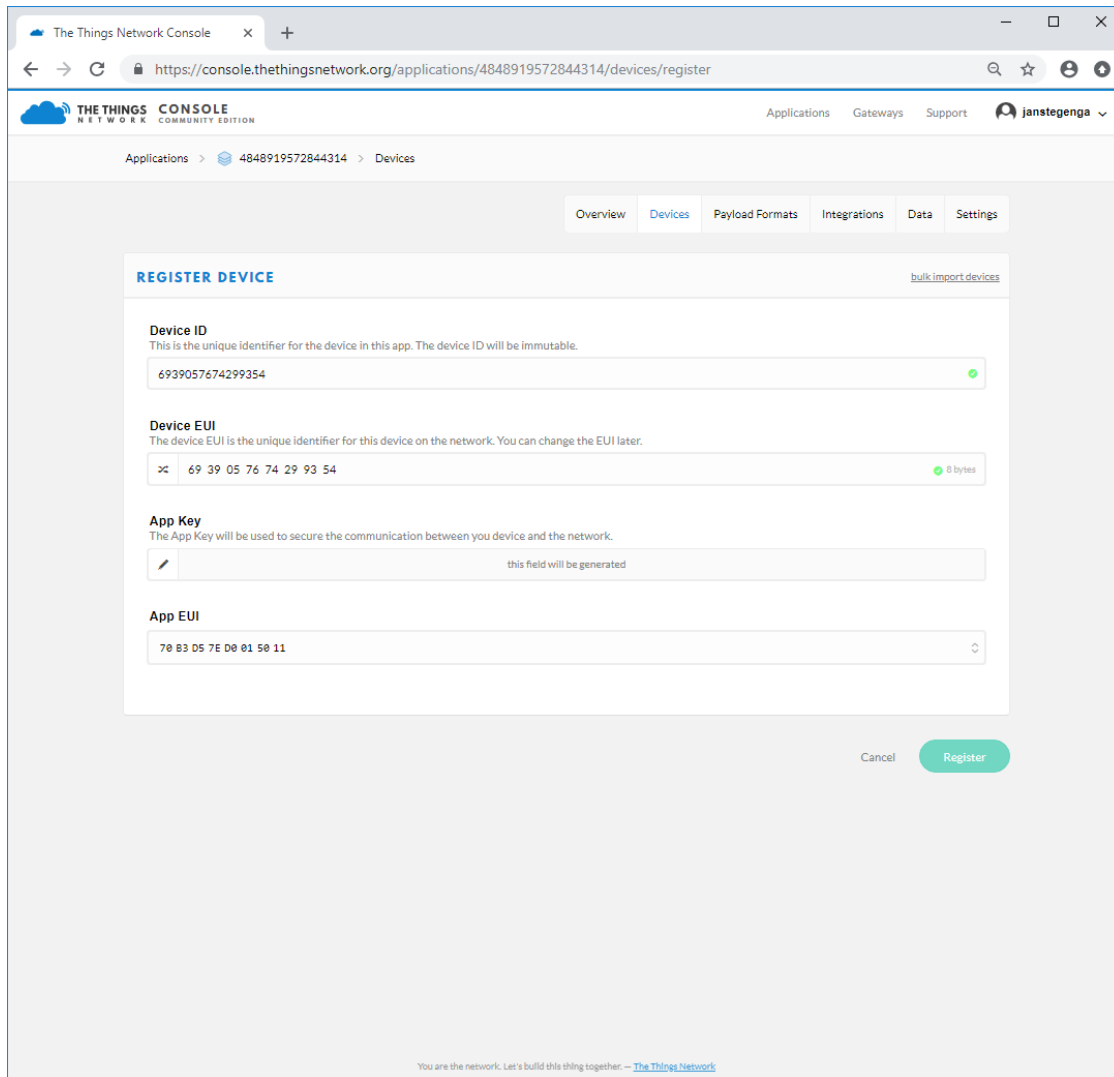 The Things Network Console
https://console.thethingsnetwork.org/applications/4848919572844314/devices/register
THE THINGS NETWORK CONSOLE COMMUNITY EDITION
Applications Gateways Support janstegenga
Applications > 4848919572844314 > Devices
Overview Devices Payload Formats Integrations Data Settings
REGISTER DEVICE bulk import devices
Device ID
This is the unique identifier for the device in this app. The device ID will be immutable.
6939057674299354
Device EUI
The device EUI is the unique identifier for this device on the network. You can change the EUI later.
69 39 05 76 74 29 93 54 8 bytes
App Key
The App Key will be used to secure the communication between you device and the network.
this field will be generated
App EUI
70 B3 D5 7E D0 01 50 11
Cancel Register
You are the network. Let's build this thing together. — The Things Network